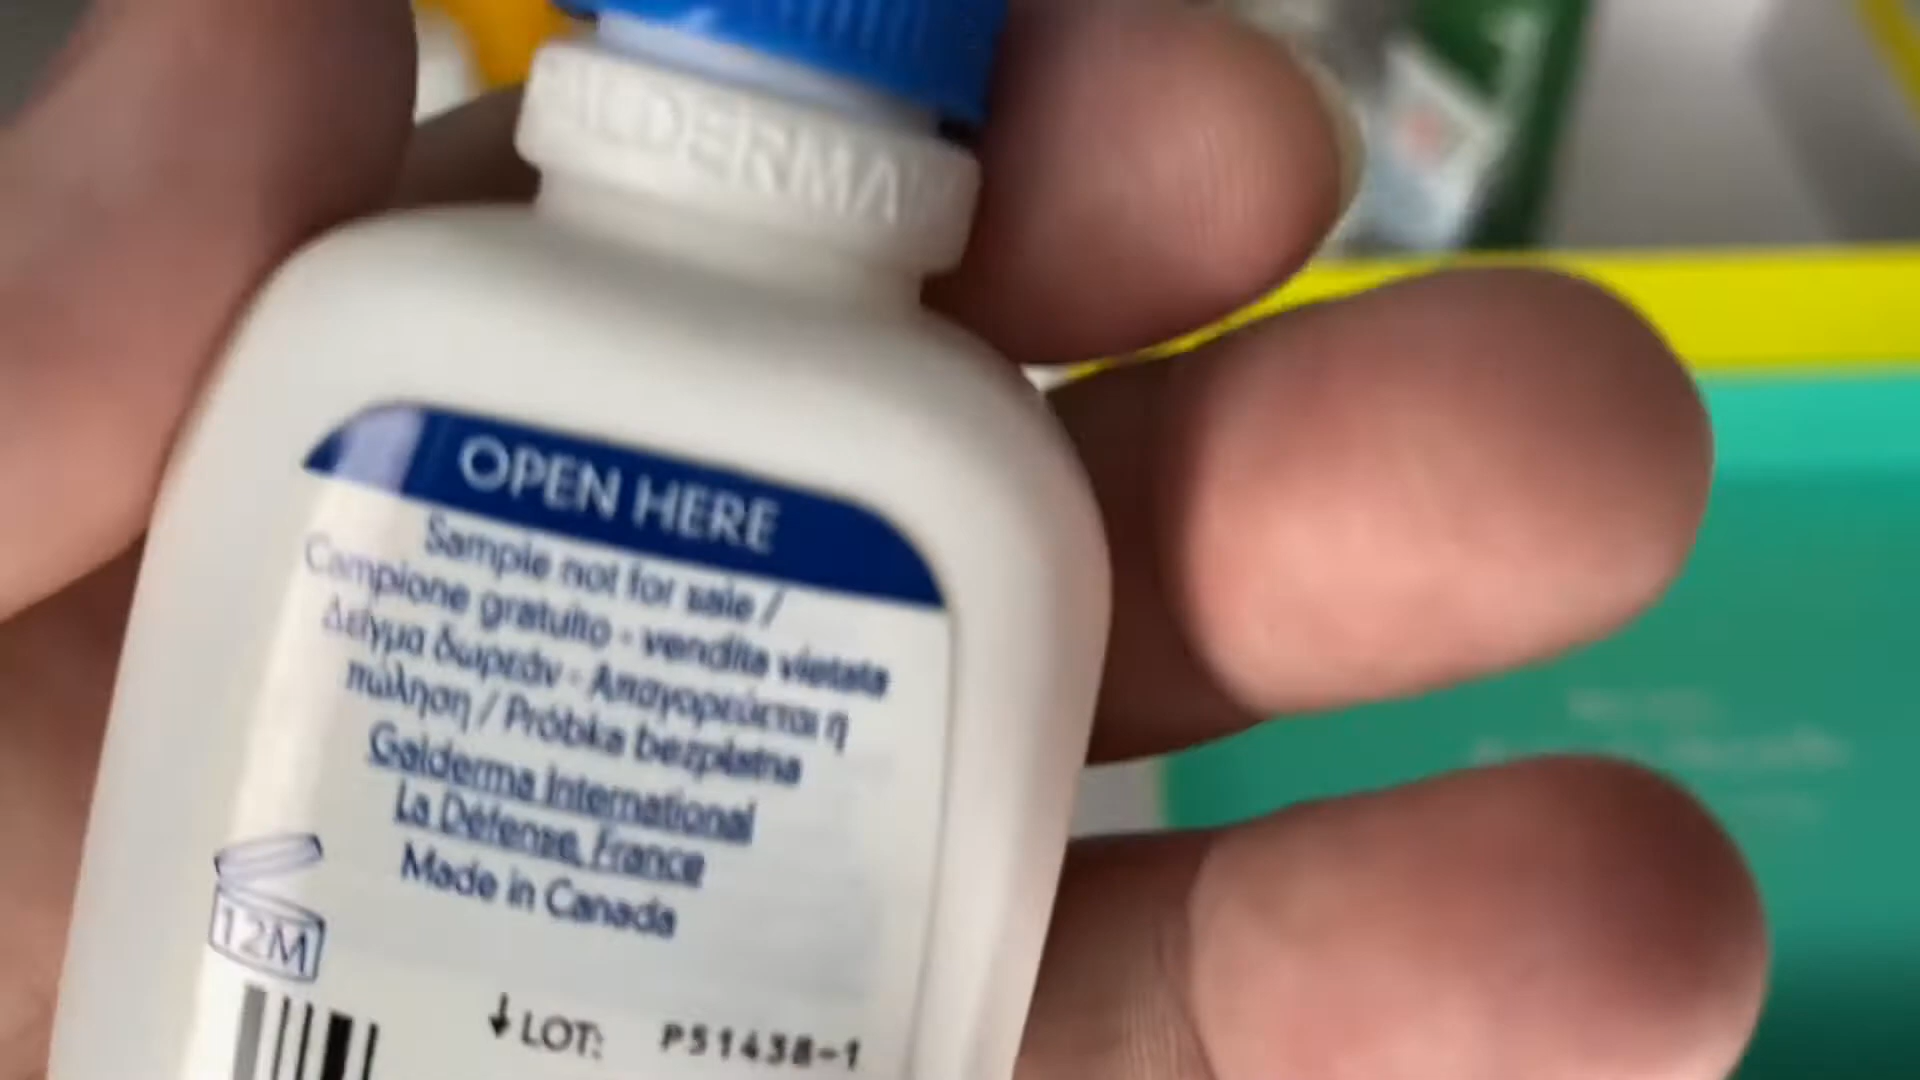 OPEN HERE
Sample not for sale /
Campione gratuito - vendita vietata
Δείγμα δωρεάν - Απαγορεύεται η
πώληση / Próbka bezpłatna
Galderma International
La Défense, France
Made in Canada
12M
↓ LOT: P51438-1